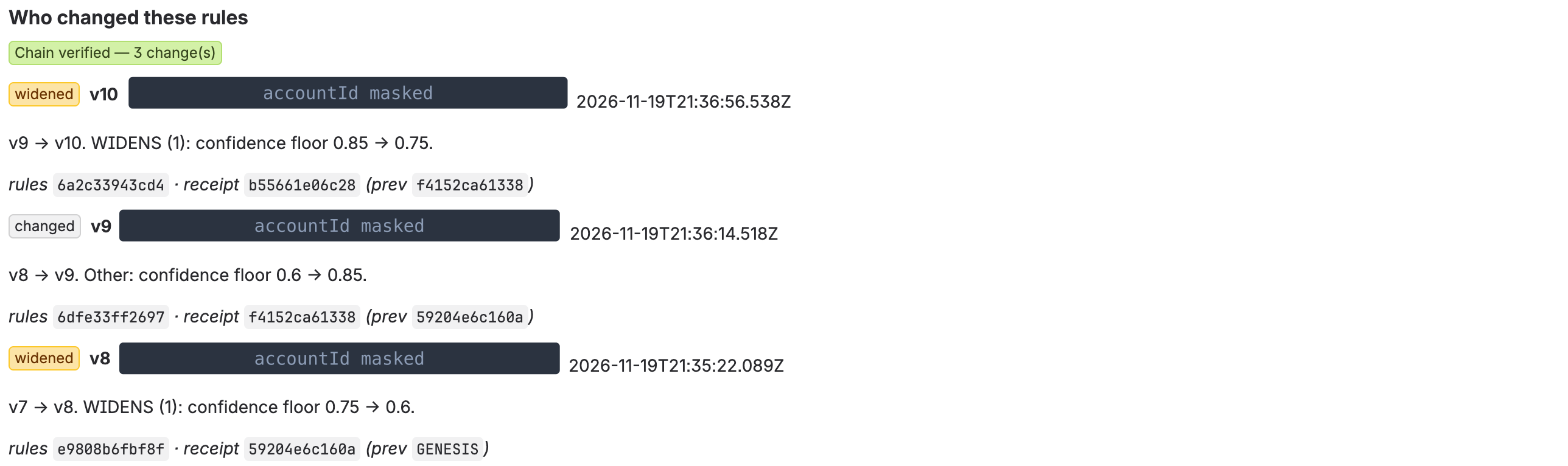 Who changed these rules
Chain verified — 3 change(s)
widened v10 accountId masked 2026-11-19T21:36:56.538Z
v9 → v10. WIDENS (1): confidence floor 0.85 → 0.75.
rules 6a2c33943cd4 · receipt b55661e06c28 (prev f4152ca61338)
changed v9 accountId masked 2026-11-19T21:36:14.518Z
v8 → v9. Other: confidence floor 0.6 → 0.85.
rules 6dfe33ff2697 · receipt f4152ca61338 (prev 59204e6c160a)
widened v8 accountId masked 2026-11-19T21:35:22.089Z
v7 → v8. WIDENS (1): confidence floor 0.75 → 0.6.
rules e9808b6fbf8f · receipt 59204e6c160a (prev GENESIS)